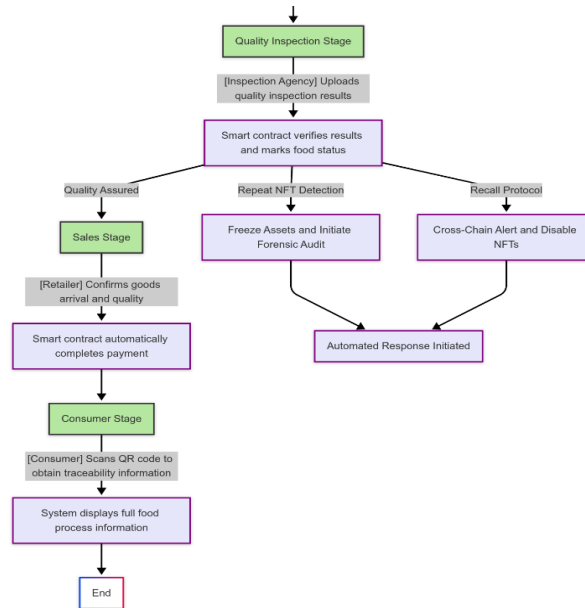 Quality Inspection Stage
[Inspection Agency] Uploads
quality inspection results
Smart contract verifies results
and marks food status
Quality Assured
Repeat NFT Detection
Recall Protocol
Sales Stage
Freeze Assets and Initiate
Forensic Audit
Cross-Chain Alert and Disable
NFTs
[Retailer] Confirms goods
arrival and quality
Smart contract automatically
completes payment
Automated Response Initiated
Consumer Stage
[Consumer] Scans QR code to
obtain traceability information
System displays full food
process information
End